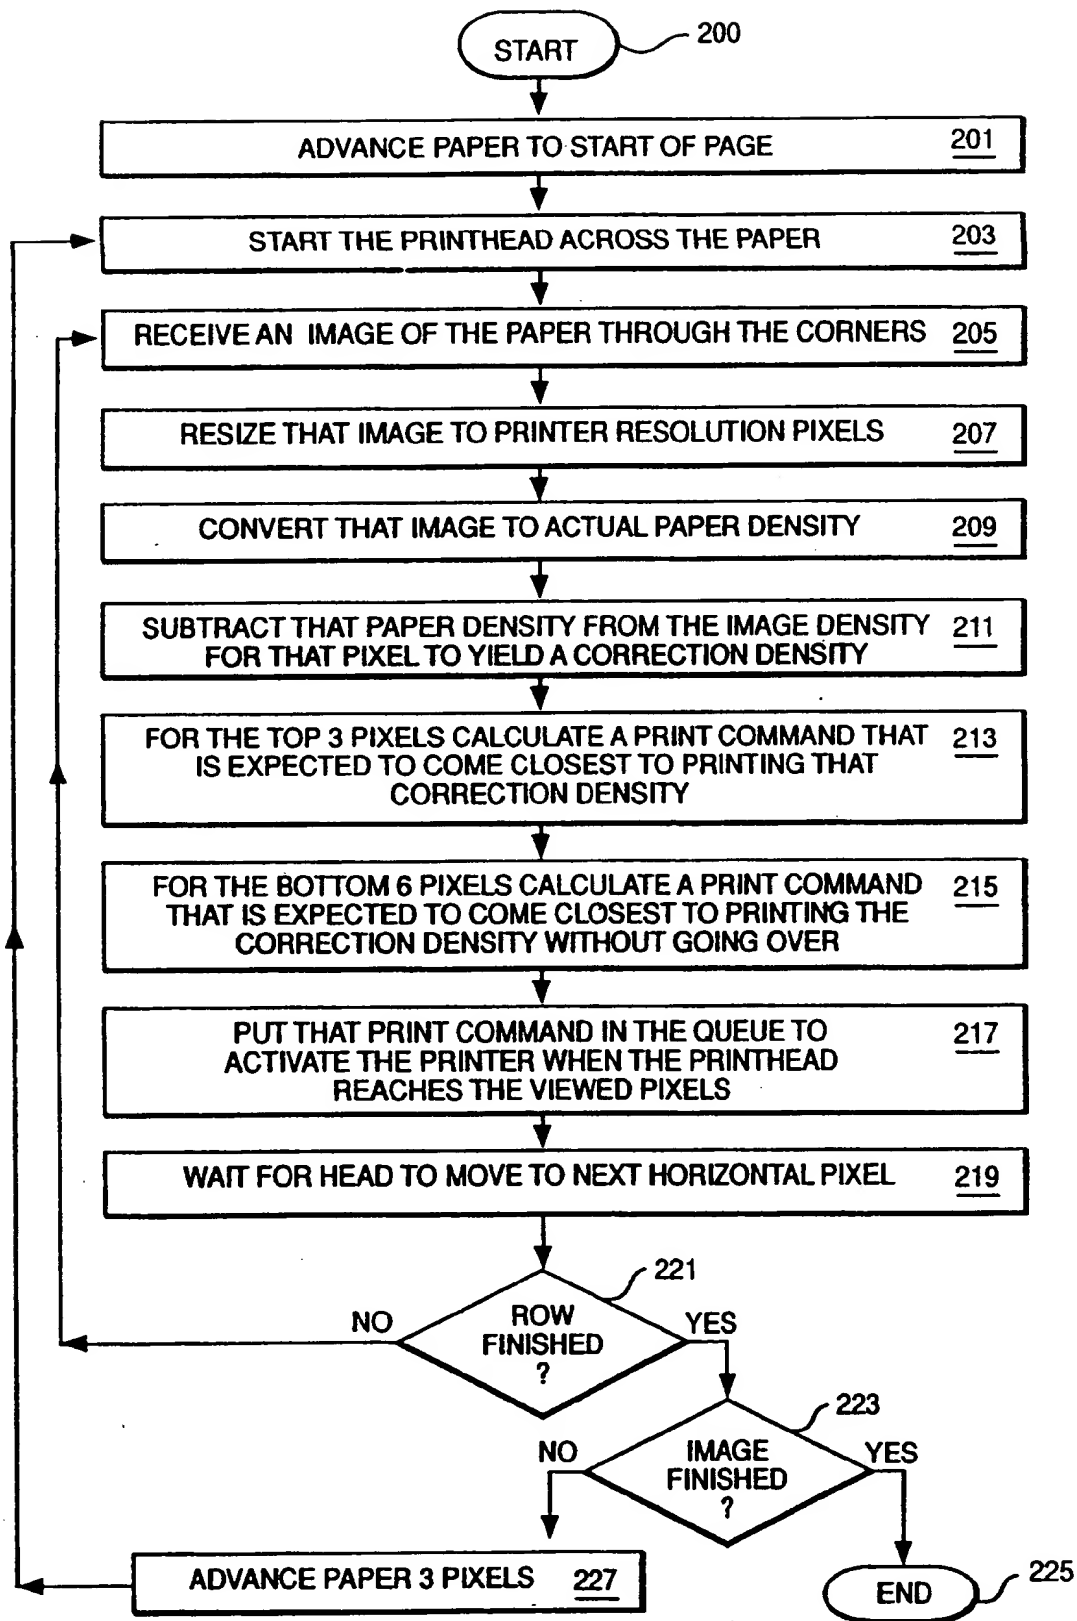 START
200
ADVANCE PAPER TO START OF PAGE 201
START THE PRINTHEAD ACROSS THE PAPER 203
RECEIVE AN IMAGE OF THE PAPER THROUGH THE CORNERS 205
RESIZE THAT IMAGE TO PRINTER RESOLUTION PIXELS 207
CONVERT THAT IMAGE TO ACTUAL PAPER DENSITY 209
SUBTRACT THAT PAPER DENSITY FROM THE IMAGE DENSITY 211
FOR THAT PIXEL TO YIELD A CORRECTION DENSITY
FOR THE TOP 3 PIXELS CALCULATE A PRINT COMMAND THAT 213
IS EXPECTED TO COME CLOSEST TO PRINTING THAT
CORRECTION DENSITY
FOR THE BOTTOM 6 PIXELS CALCULATE A PRINT COMMAND 215
THAT IS EXPECTED TO COME CLOSEST TO PRINTING THE
CORRECTION DENSITY WITHOUT GOING OVER
PUT THAT PRINT COMMAND IN THE QUEUE TO 217
ACTIVATE THE PRINTER WHEN THE PRINTHEAD
REACHES THE VIEWED PIXELS
WAIT FOR HEAD TO MOVE TO NEXT HORIZONTAL PIXEL 219
221
NO
ROW
FINISHED
?
YES
223
NO
IMAGE
FINISHED
?
YES
ADVANCE PAPER 3 PIXELS 227
END
225